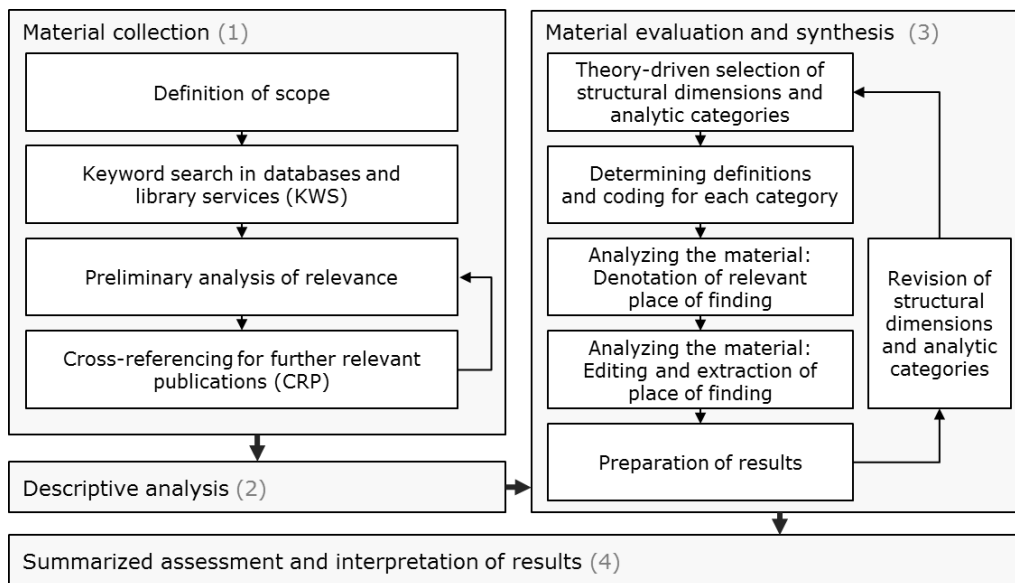 Material collection (1)
Definition of scope
Keyword search in databases and
library services (KWS)
Preliminary analysis of relevance
Cross-referencing for further relevant
publications (CRP)
Descriptive analysis (2)
Material evaluation and synthesis (3)
Theory-driven selection of
structural dimensions and
analytic categories
Determining definitions
and coding for each category
Analyzing the material:
Denotation of relevant
place of finding
Analyzing the material:
Editing and extraction of
place of finding
Preparation of results
Revision of
structural
dimensions
and analytic
categories
Summarized assessment and interpretation of results (4)